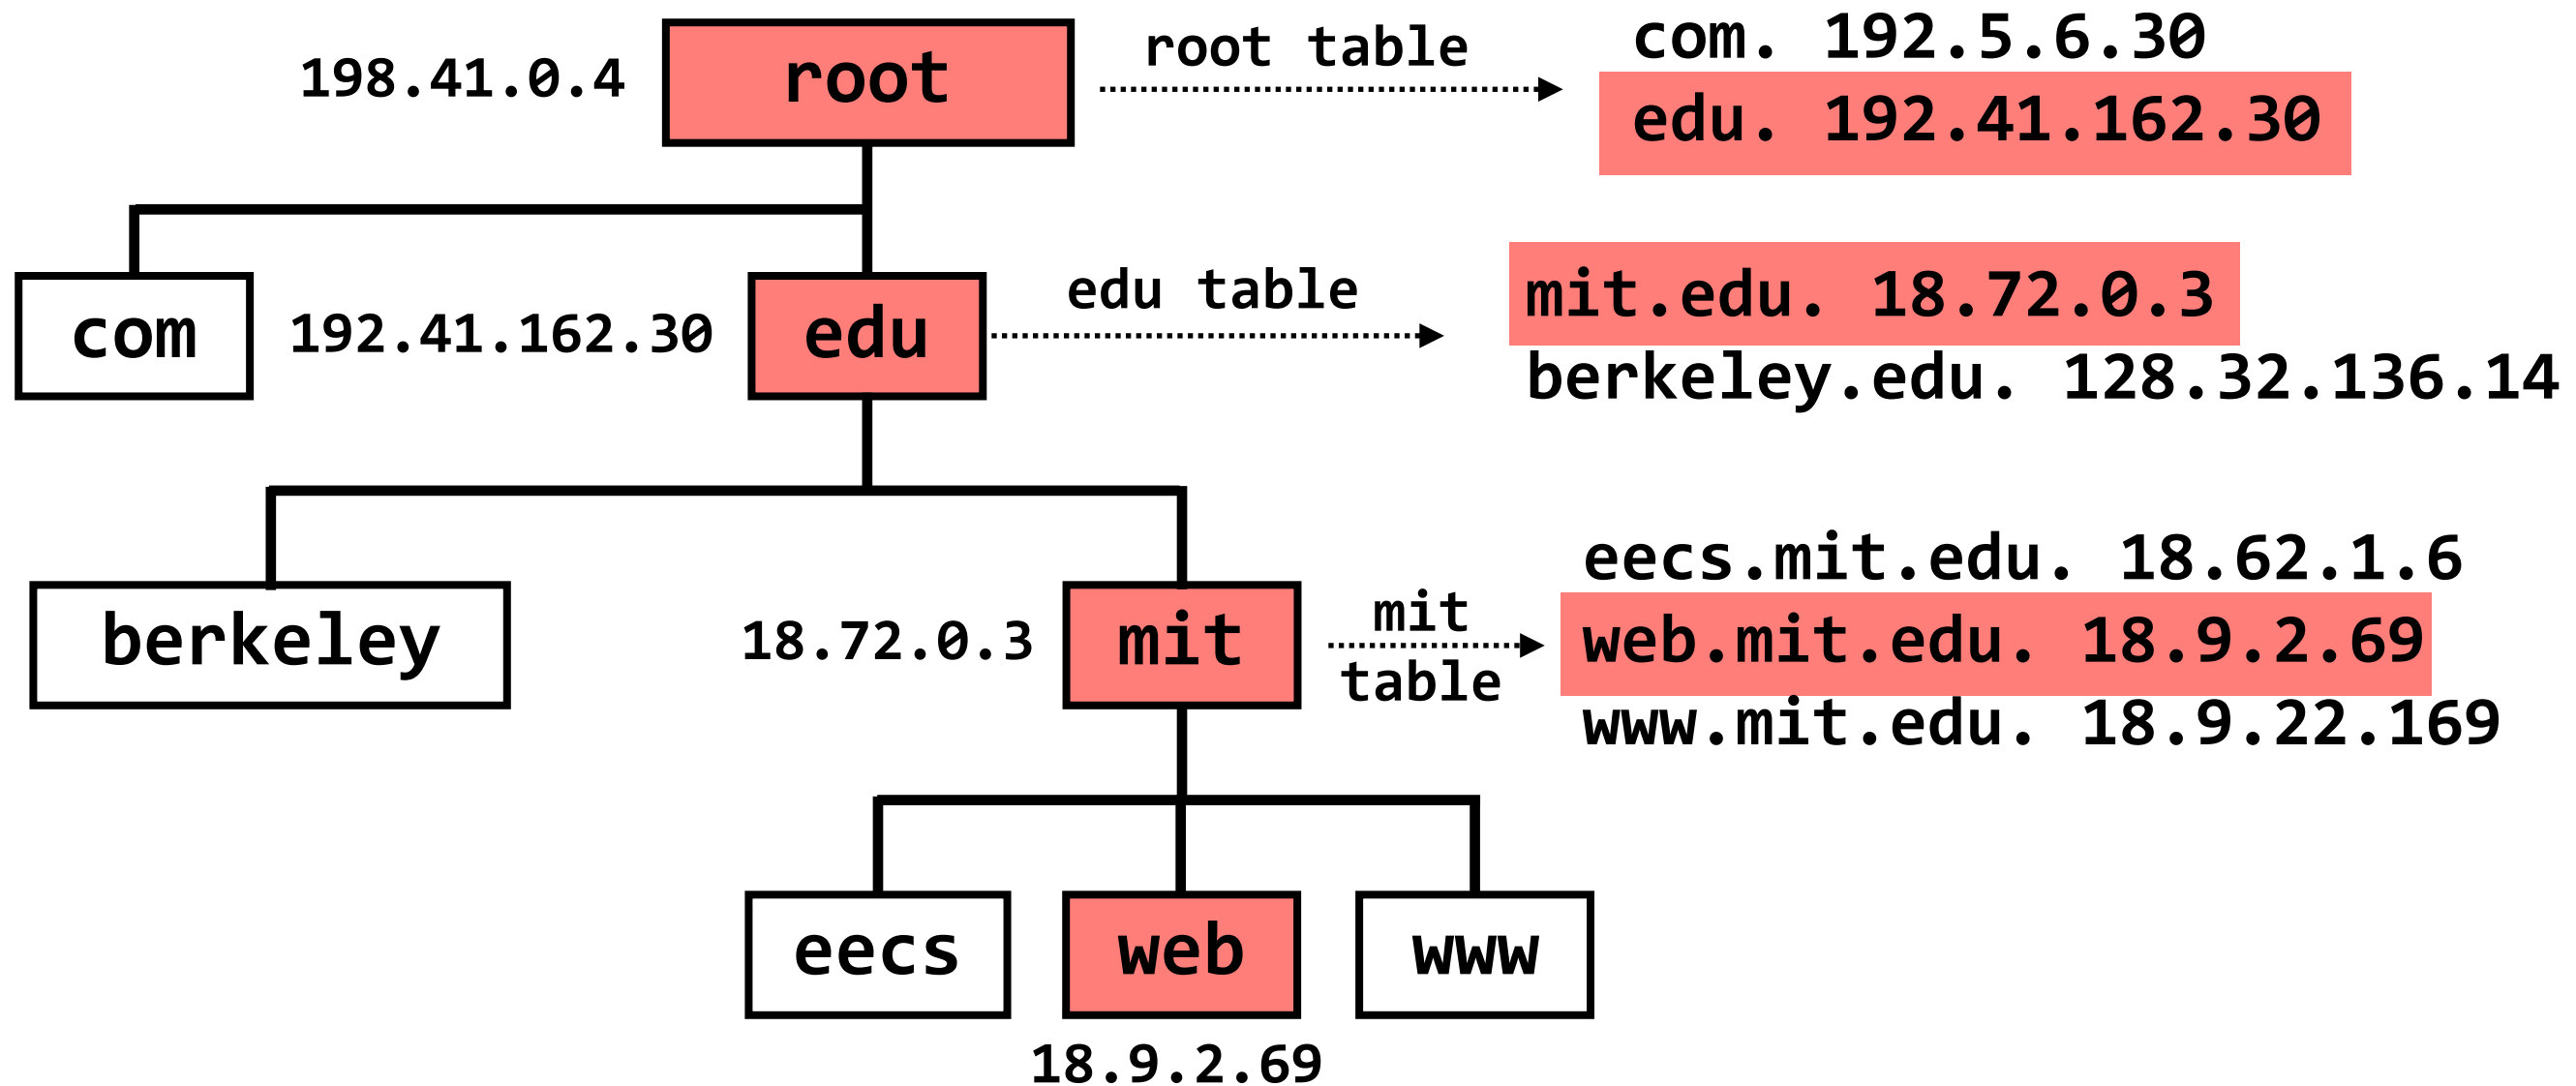 198.41.0.4
root
root table
com. 192.5.6.30
edu. 192.41.162.30
com
192.41.162.30
edu
edu table
mit.edu. 18.72.0.3
berkeley.edu. 128.32.136.14
berkeley
18.72.0.3
mit
mit
table
eecs.mit.edu. 18.62.1.6
web.mit.edu. 18.9.2.69
www.mit.edu. 18.9.22.169
eecs
web
www
18.9.2.69